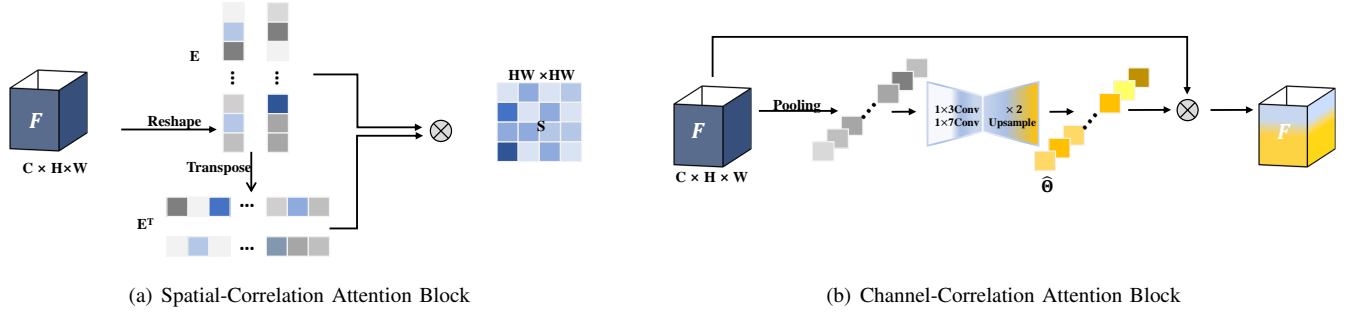 E
F
Reshape
C × H×W
Transpose
E^T
HW ×HW
S
(a) Spatial-Correlation Attention Block
F
C × H × W
Pooling
1×3Conv
1×7Conv
× 2
Upsample
Θ̂
F
(b) Channel-Correlation Attention Block